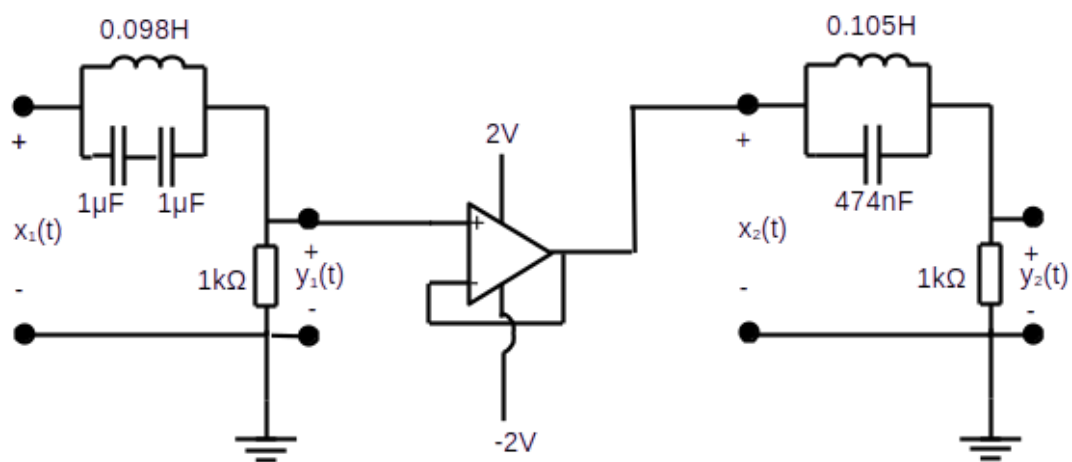 0.098H
+
1µF 1µF
x₁(t)
-
1kΩ
+
y₁(t)
-
2V
+
-
-2V
0.105H
+
474nF
x₂(t)
-
1kΩ
+
y₂(t)
-